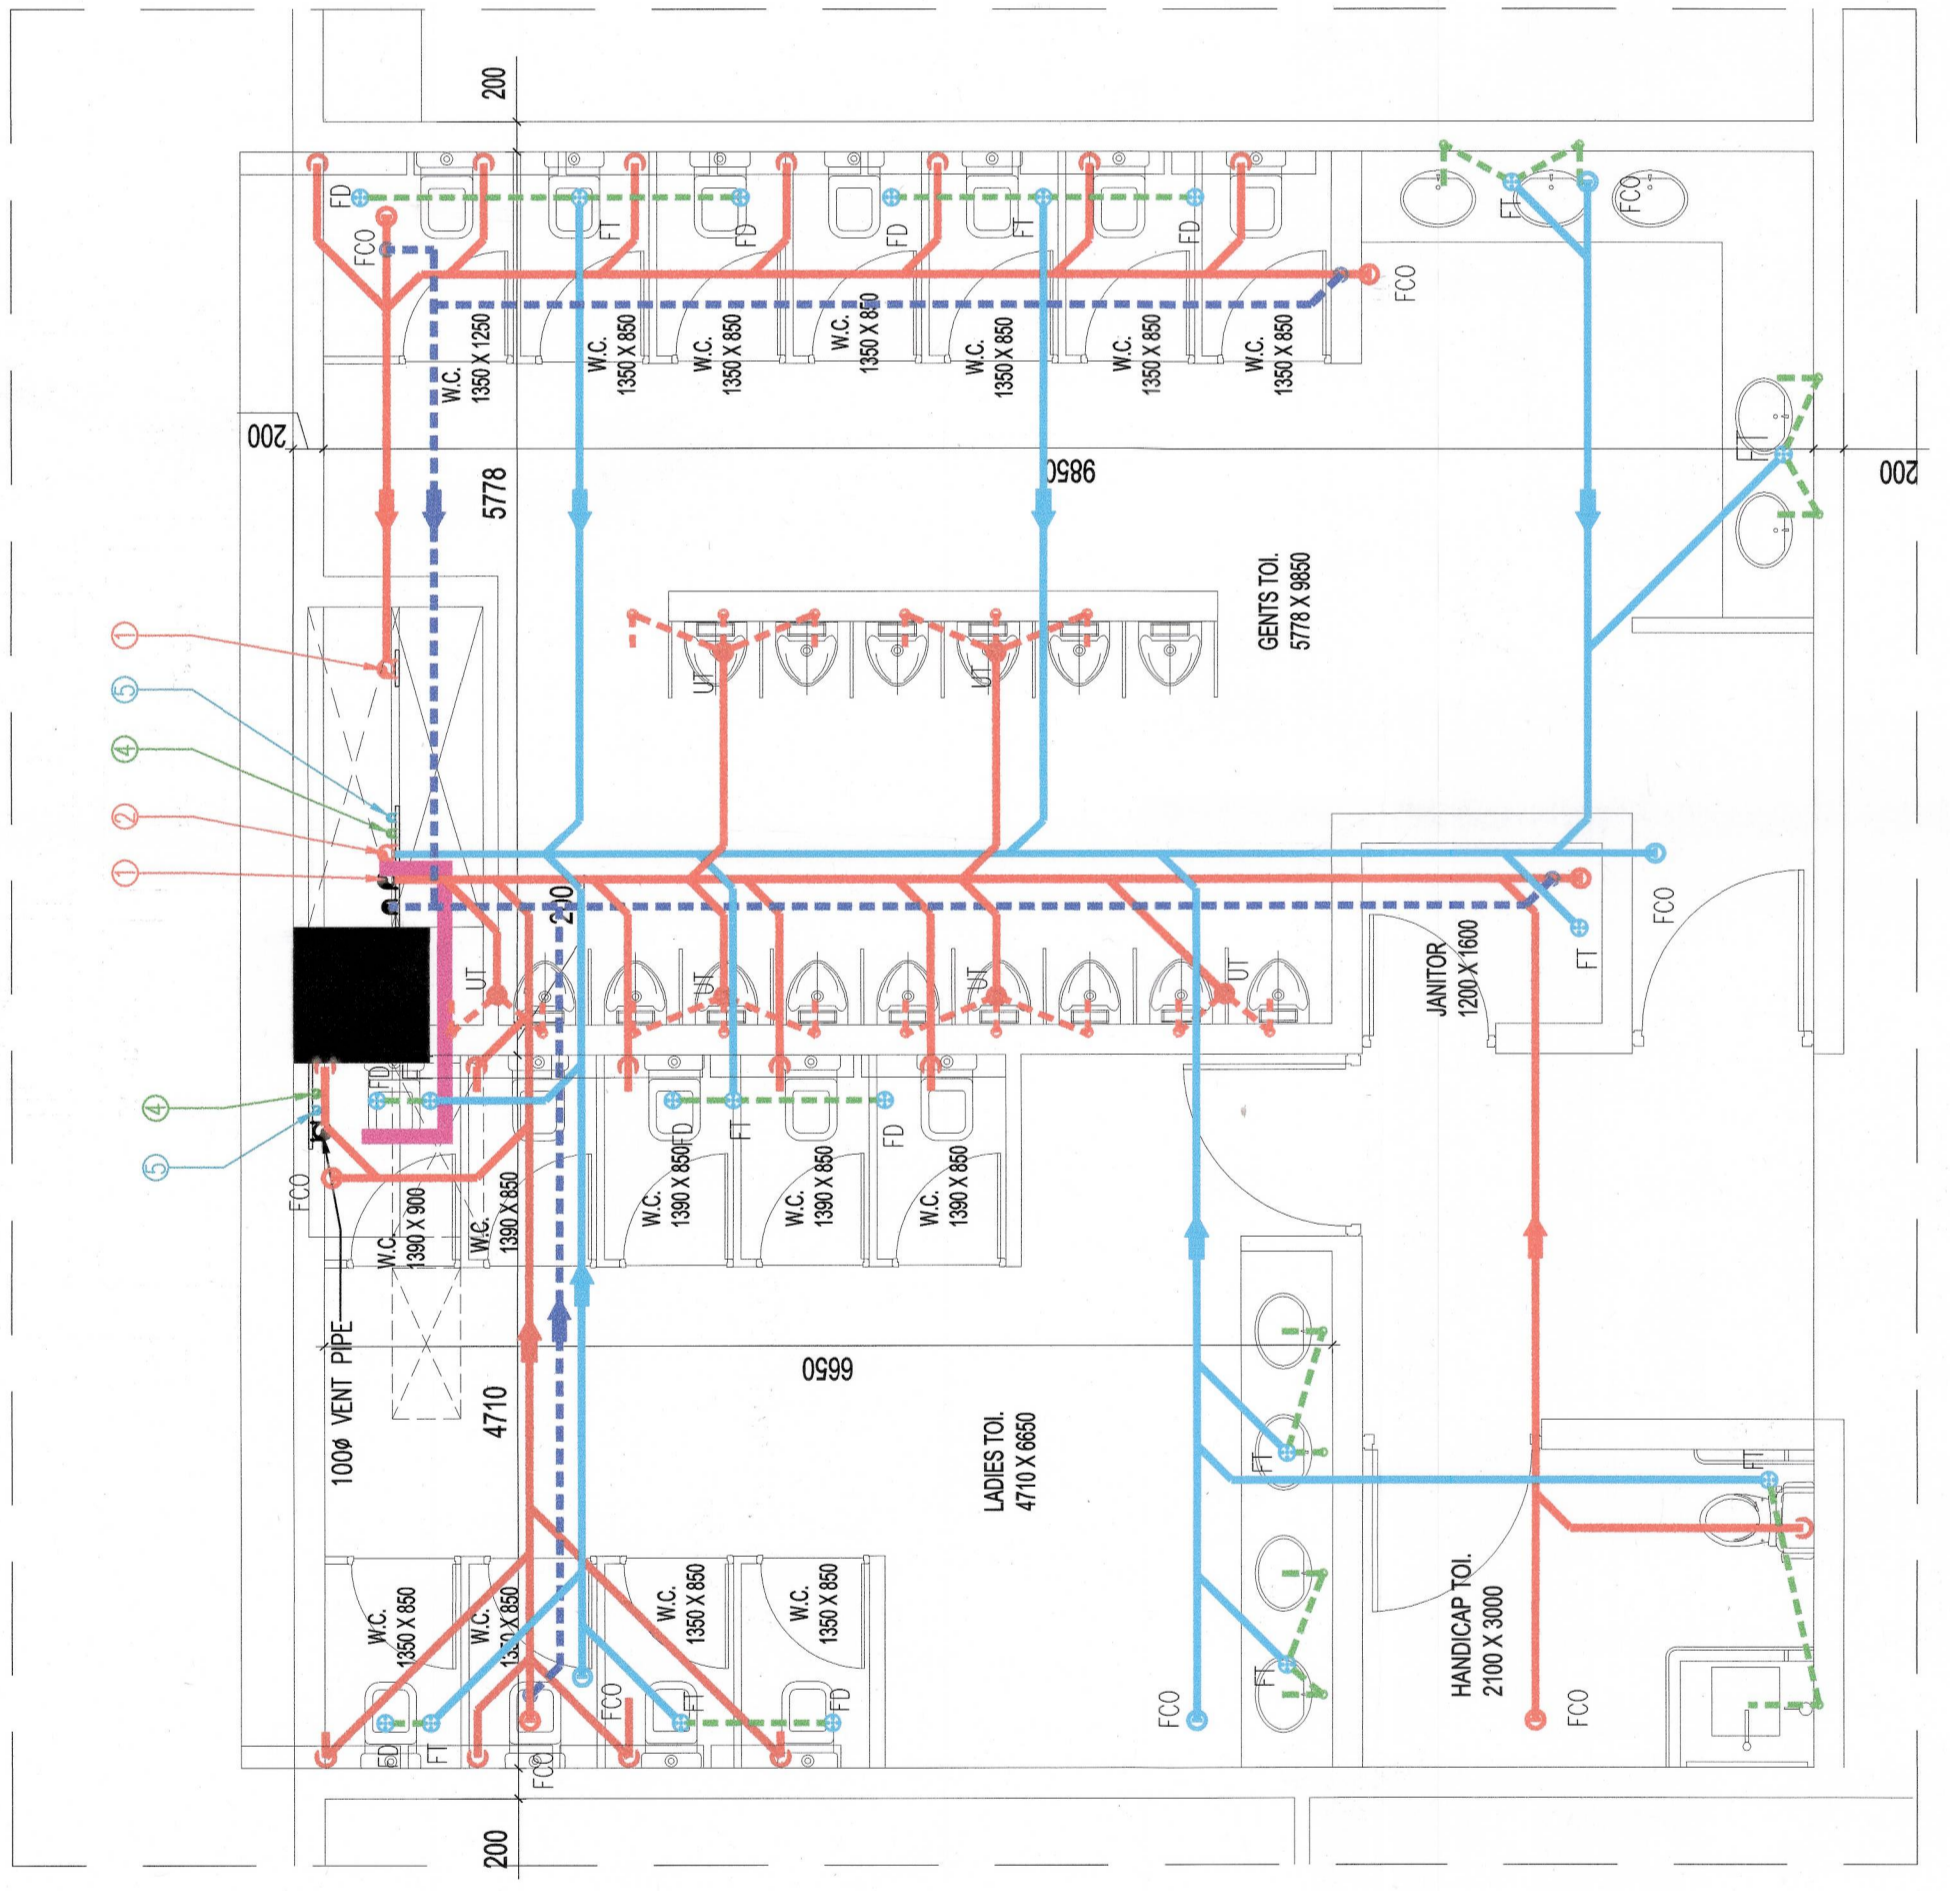 200
FD
FCO
FT
FD
FD
FT
FD
FT
FCO
FCO
W.C.
1350 X 1250
W.C.
1350 X 850
W.C.
1350 X 850
W.C.
1350 X 850
W.C.
1350 X 850
W.C.
1350 X 850
W.C.
1350 X 850
200
5778
9850
FT
200
1
5
4
2
1
UT
UT
GENTS TOI.
5778 X 9850
200
UT
UT
UT
UT
JANITOR
1200 X 1600
FT
FCO
4
5
FD
FCO
FD
FT
FD
W.C.
1390 X 900
W.C.
1390 X 850
W.C.
1390 X 850
W.C.
1390 X 850
W.C.
1390 X 850
100ø VENT PIPE
4710
6650
LADIES TOI.
4710 X 6650
FT
FT
W.C.
1350 X 850
W.C.
1350 X 850
W.C.
1350 X 850
W.C.
1350 X 850
FD
FT
FCO
FCO
FT
FD
FCO
FT
HANDICAP TOI.
2100 X 3000
FCO
200